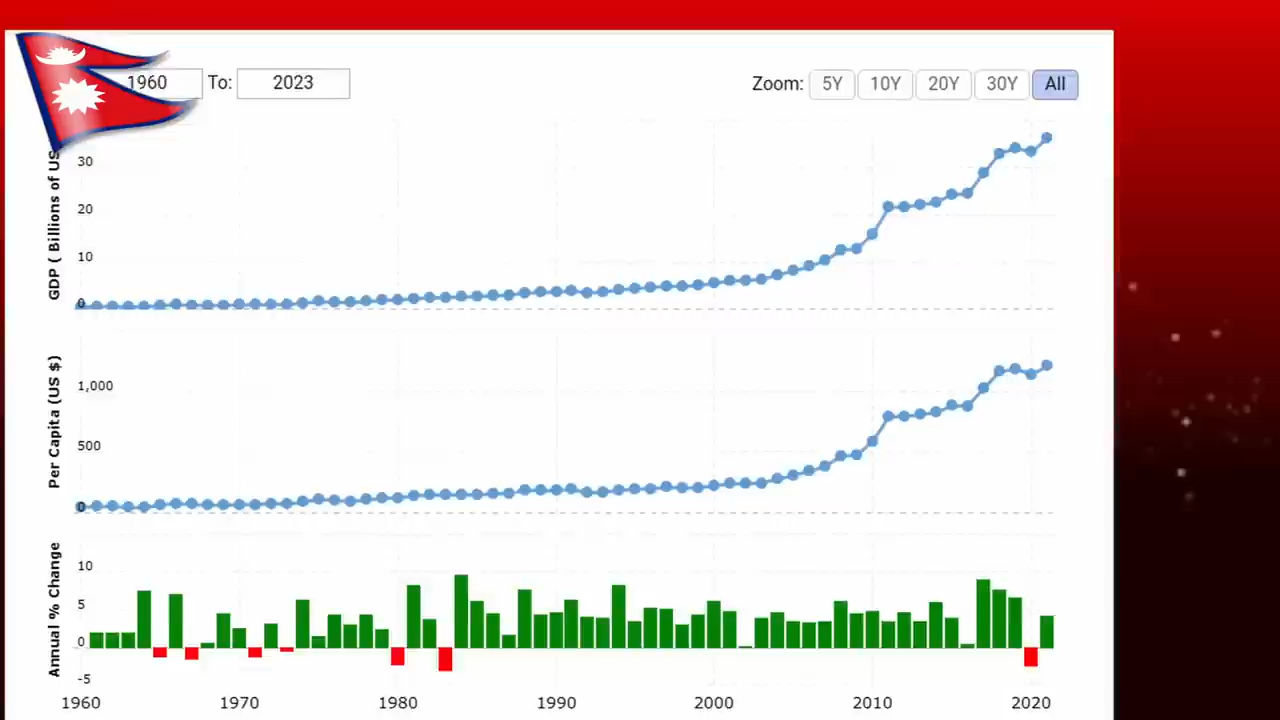 1960 To: 2023 Zoom: 5Y 10Y 20Y 30Y All
GDP ( Billions of US
30
20
10
0
Per Capita (US $)
1,000
500
0
Annual % Change
10
5
0
-5
1960 1970 1980 1990 2000 2010 2020